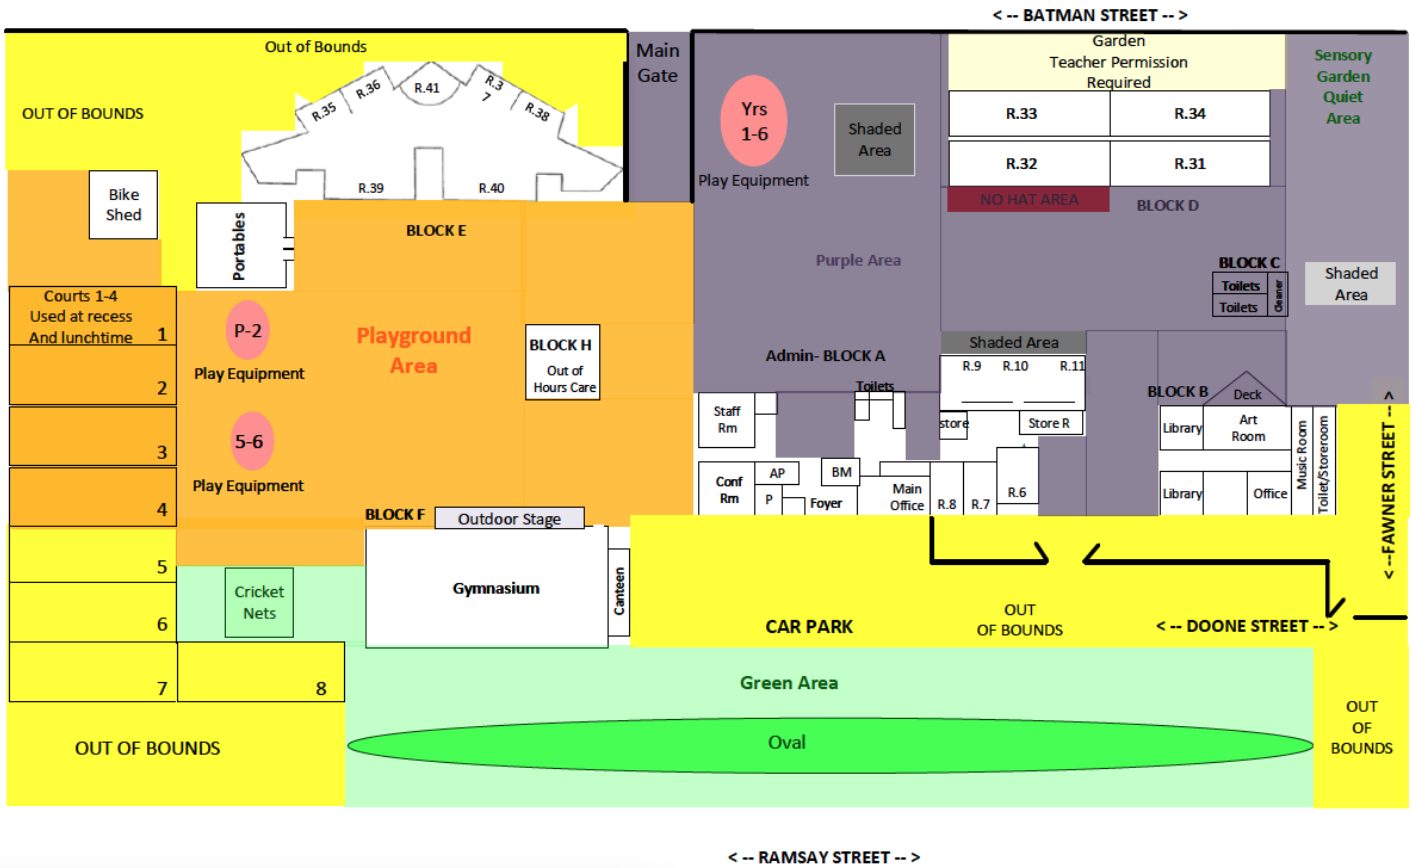 < -- BATMAN STREET -- >
Out of Bounds
OUT OF BOUNDS
R.35
R.36
R.41
R.3
7
R.38
R.39
R.40
Main
Gate
Yrs
1-6
Play Equipment
Shaded
Area
Garden
Teacher Permission
Required
R.33
R.34
R.32
R.31
NO HAT AREA
BLOCK D
Sensory
Garden
Quiet
Area
Bike
Shed
Portables
BLOCK E
Purple Area
BLOCK C
Toilets
Toilets
Cleaner
Shaded
Area
Courts 1-4
Used at recess
And lunchtime
1
2
3
4
5
6
7
8
P-2
Play Equipment
5-6
Play Equipment
Playground
Area
BLOCK H
Out of
Hours Care
Admin- BLOCK A
Shaded Area
R.9
R.10
R.11
Toilets
Staff
Rm
store
Store R
BLOCK B
Deck
Library
Art
Room
Music Room
Toilet/Storeroom
< --FAWNER STREET -- >
Conf
Rm
AP
P
BM
Foyer
Main
Office
R.8
R.7
R.6
Library
Office
BLOCK F
Outdoor Stage
Cricket
Nets
Gymnasium
Canteen
CAR PARK
OUT
OF BOUNDS
< -- DOONE STREET -- >
Green Area
Oval
OUT OF BOUNDS
OUT
OF
BOUNDS
< -- RAMSAY STREET -- >